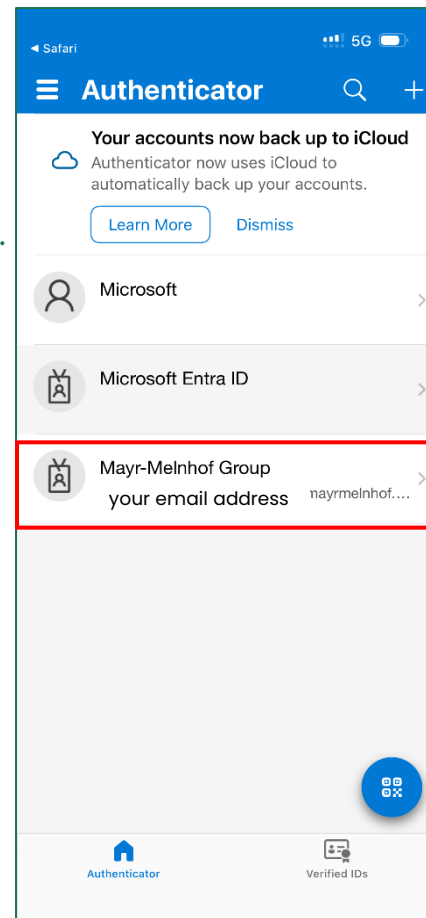 ◀ Safari
5G
Authenticator
Your accounts now back up to iCloud
Authenticator now uses iCloud to
automatically back up your accounts.
Learn More Dismiss
Microsoft
Microsoft Entra ID
Mayr-Melnhof Group
your email address mayrmelnhof....
Authenticator Verified IDs